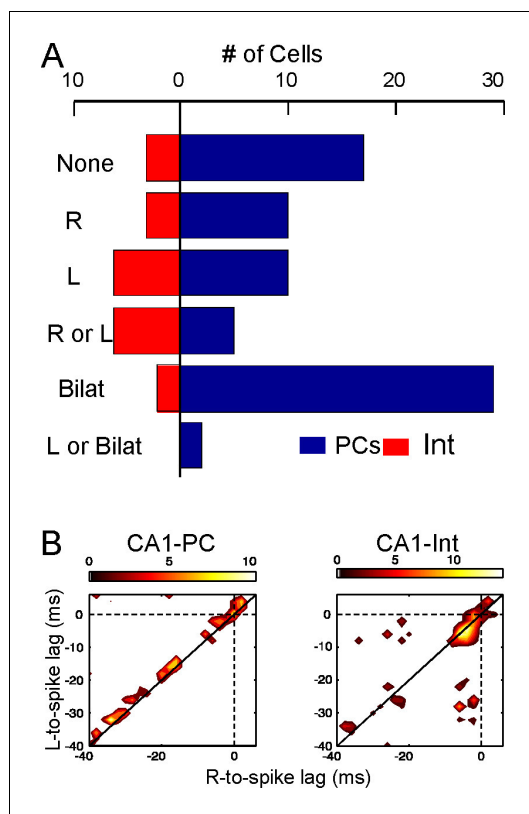 A
# of Cells
10 0 10 20 30
None
R
L
R or L
Bilat
L or Bilat
PCs Int
B
CA1-PC CA1-Int
0 5 10 0 5 10
L-to-spike lag (ms)
0 0
-10 -10
-20 -20
-30 -30
-40 -40
-40 -20 0 -40 -20 0
R-to-spike lag (ms)